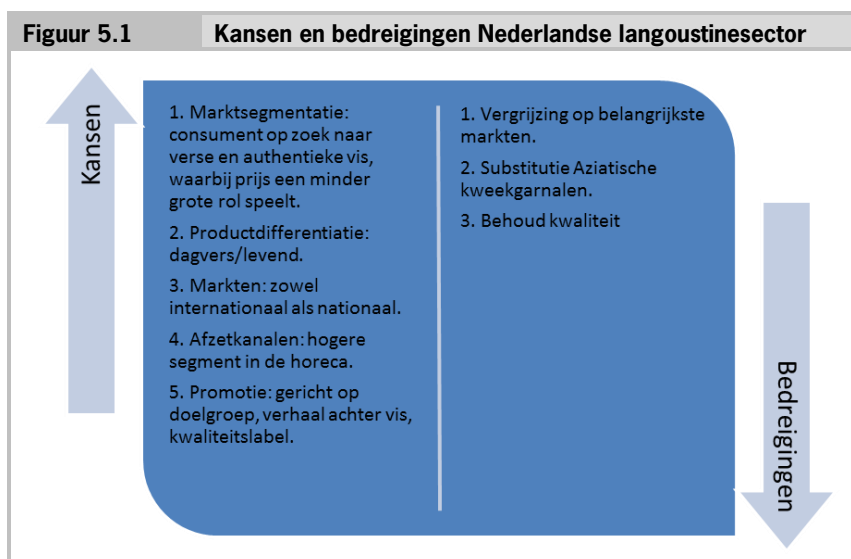 Figuur 5.1 Kansen en bedreigingen Nederlandse langoustinesector
Kansen
1. Marktsegmentatie:
consument op zoek naar
verse en authentieke vis,
waarbij prijs een minder
grote rol speelt.
2. Productdifferentiatie:
dagvers/levend.
3. Markten: zowel
internationaal als nationaal.
4. Afzetkanalen: hogere
segment in de horeca.
5. Promotie: gericht op
doelgroep, verhaal achter vis,
kwaliteitslabel.
1. Vergrijzing op belangrijkste
markten.
2. Substitutie Aziatische
kweekgarnalen.
3. Behoud kwaliteit
Bedreigingen